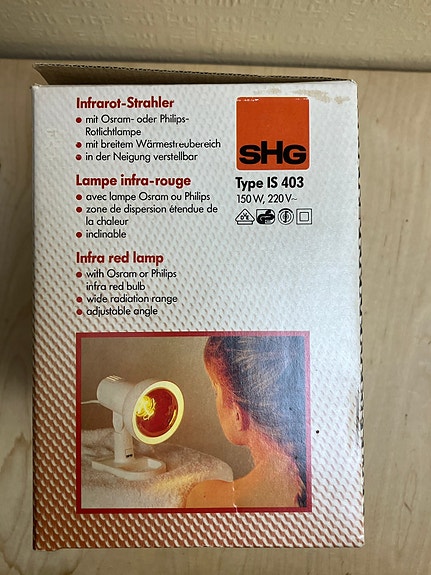 Infrarot-Strahler
mit Osram- oder Philips-
Rotlichtlampe
mit breitem Wärmestreubereich
in der Neigung verstellbar
SHG
Type IS 403
150 W, 220 V~
Lampe infra-rouge
avec lampe Osram ou Philips
zone de dispersion étendue de
la chaleur
inclinable
Infra red lamp
with Osram or Philips
infra red bulb
wide radiation range
adjustable angle